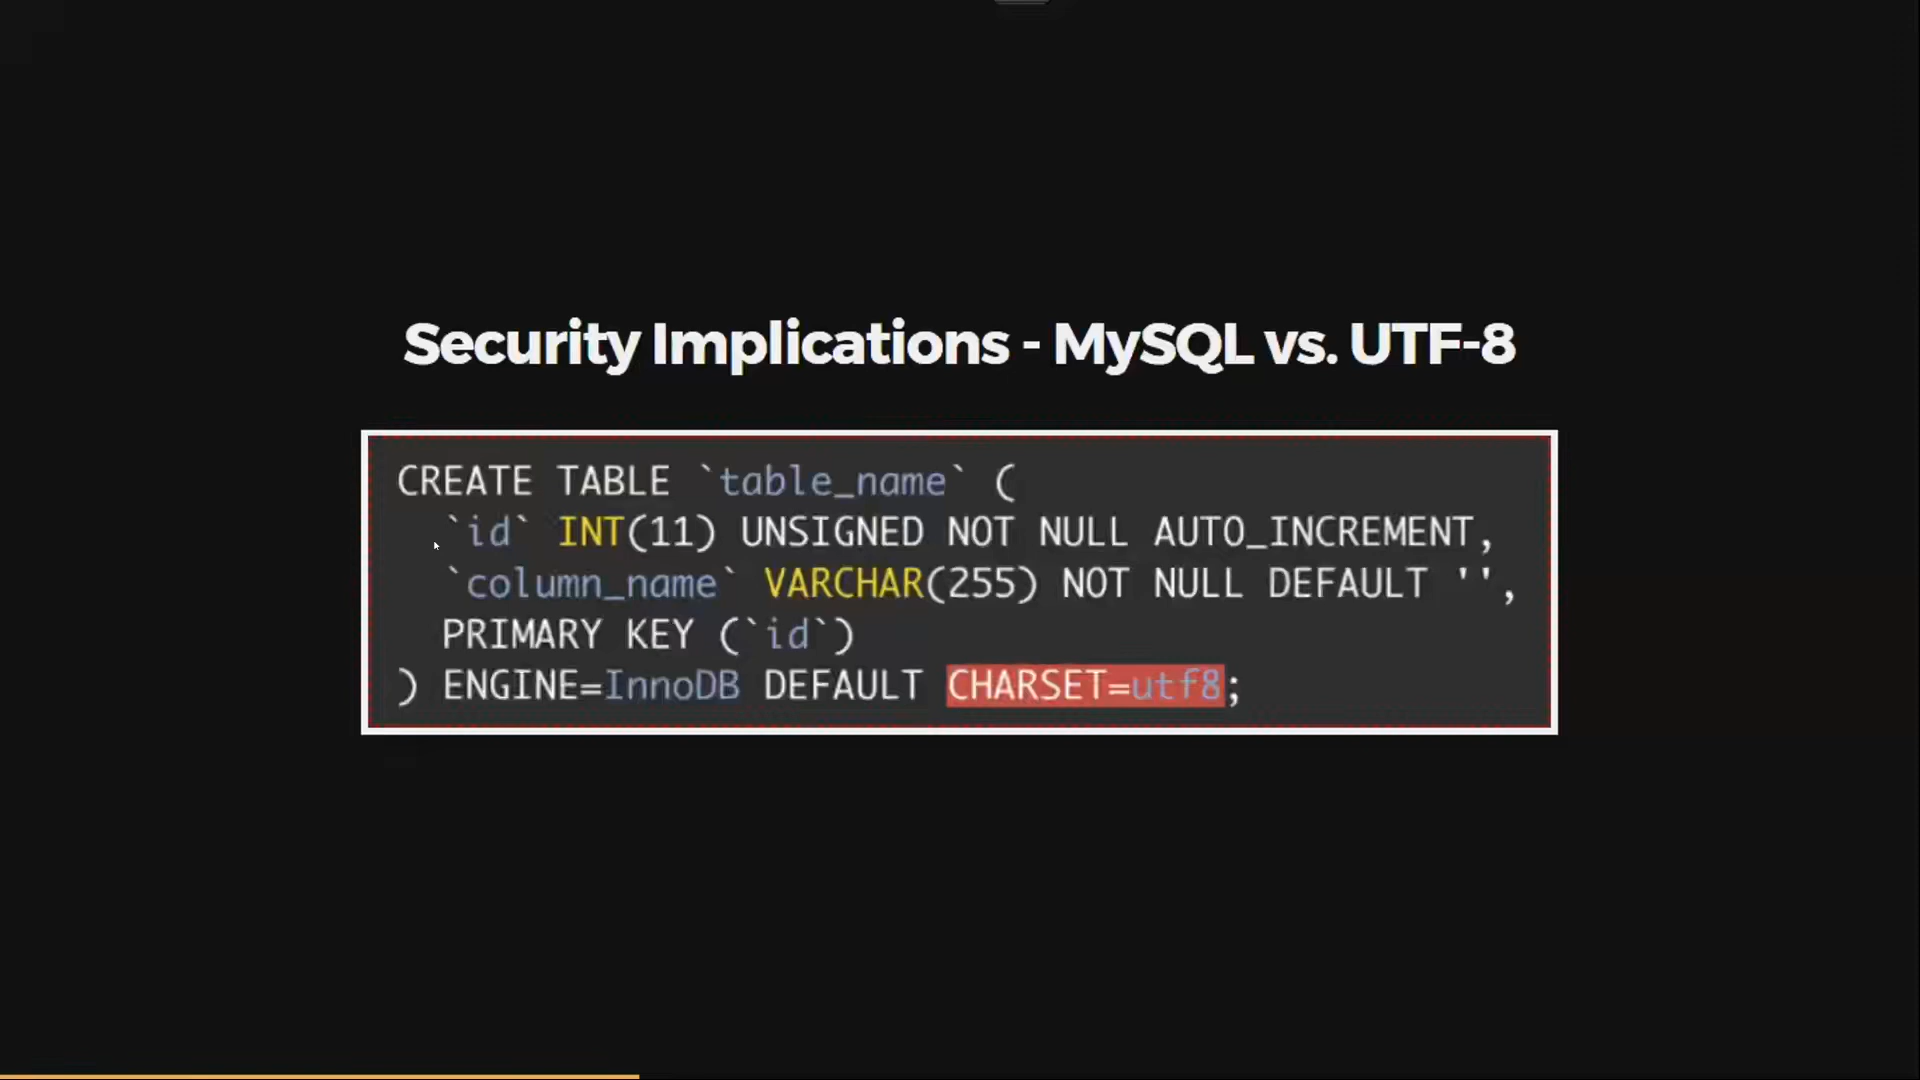 Security Implications - MySQL vs. UTF-8
CREATE TABLE `table_name` (
`id` INT(11) UNSIGNED NOT NULL AUTO_INCREMENT,
`column_name` VARCHAR(255) NOT NULL DEFAULT '',
PRIMARY KEY (`id`)
) ENGINE=InnoDB DEFAULT CHARSET=utf8;